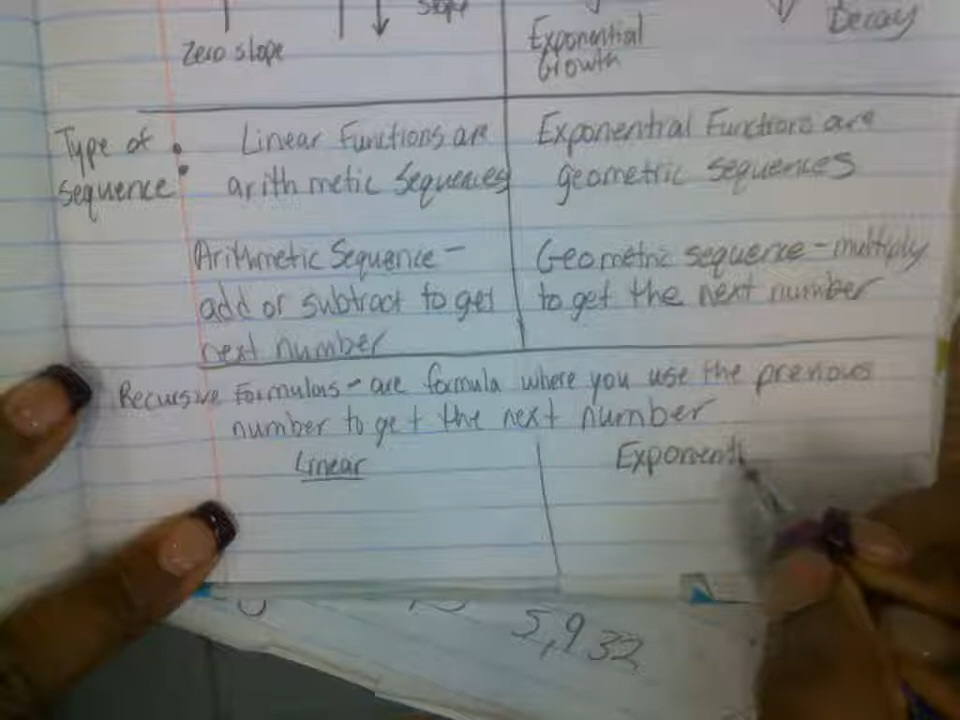 Slope
Zero slope
Exponential
Growth
Decay
Type of :
sequence
Linear Functions are
arithmetic sequences
Exponential Functions are
geometric sequences
Arithmetic Sequence -
add or subtract to get
next number
Geometric sequence - multiply
to get the next number
Recursive Formulas - are formula where you use the previous
number to get the next number
Linear
Exponenti
5,932